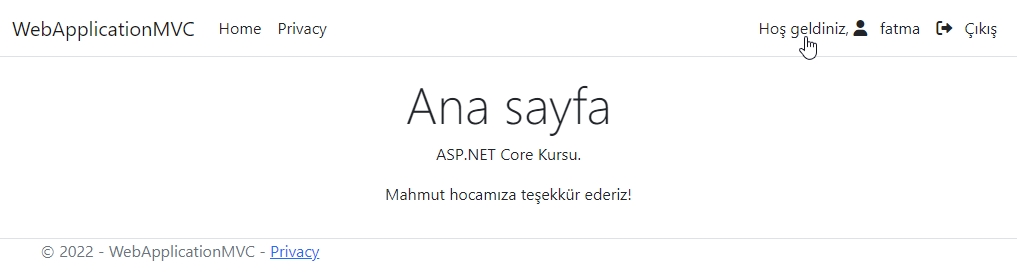 WebApplicationMVC Home Privacy Hoş geldiniz, fatma Çıkış
Ana sayfa
ASP.NET Core Kursu.
Mahmut hocamıza teşekkür ederiz!
© 2022 - WebApplicationMVC - Privacy